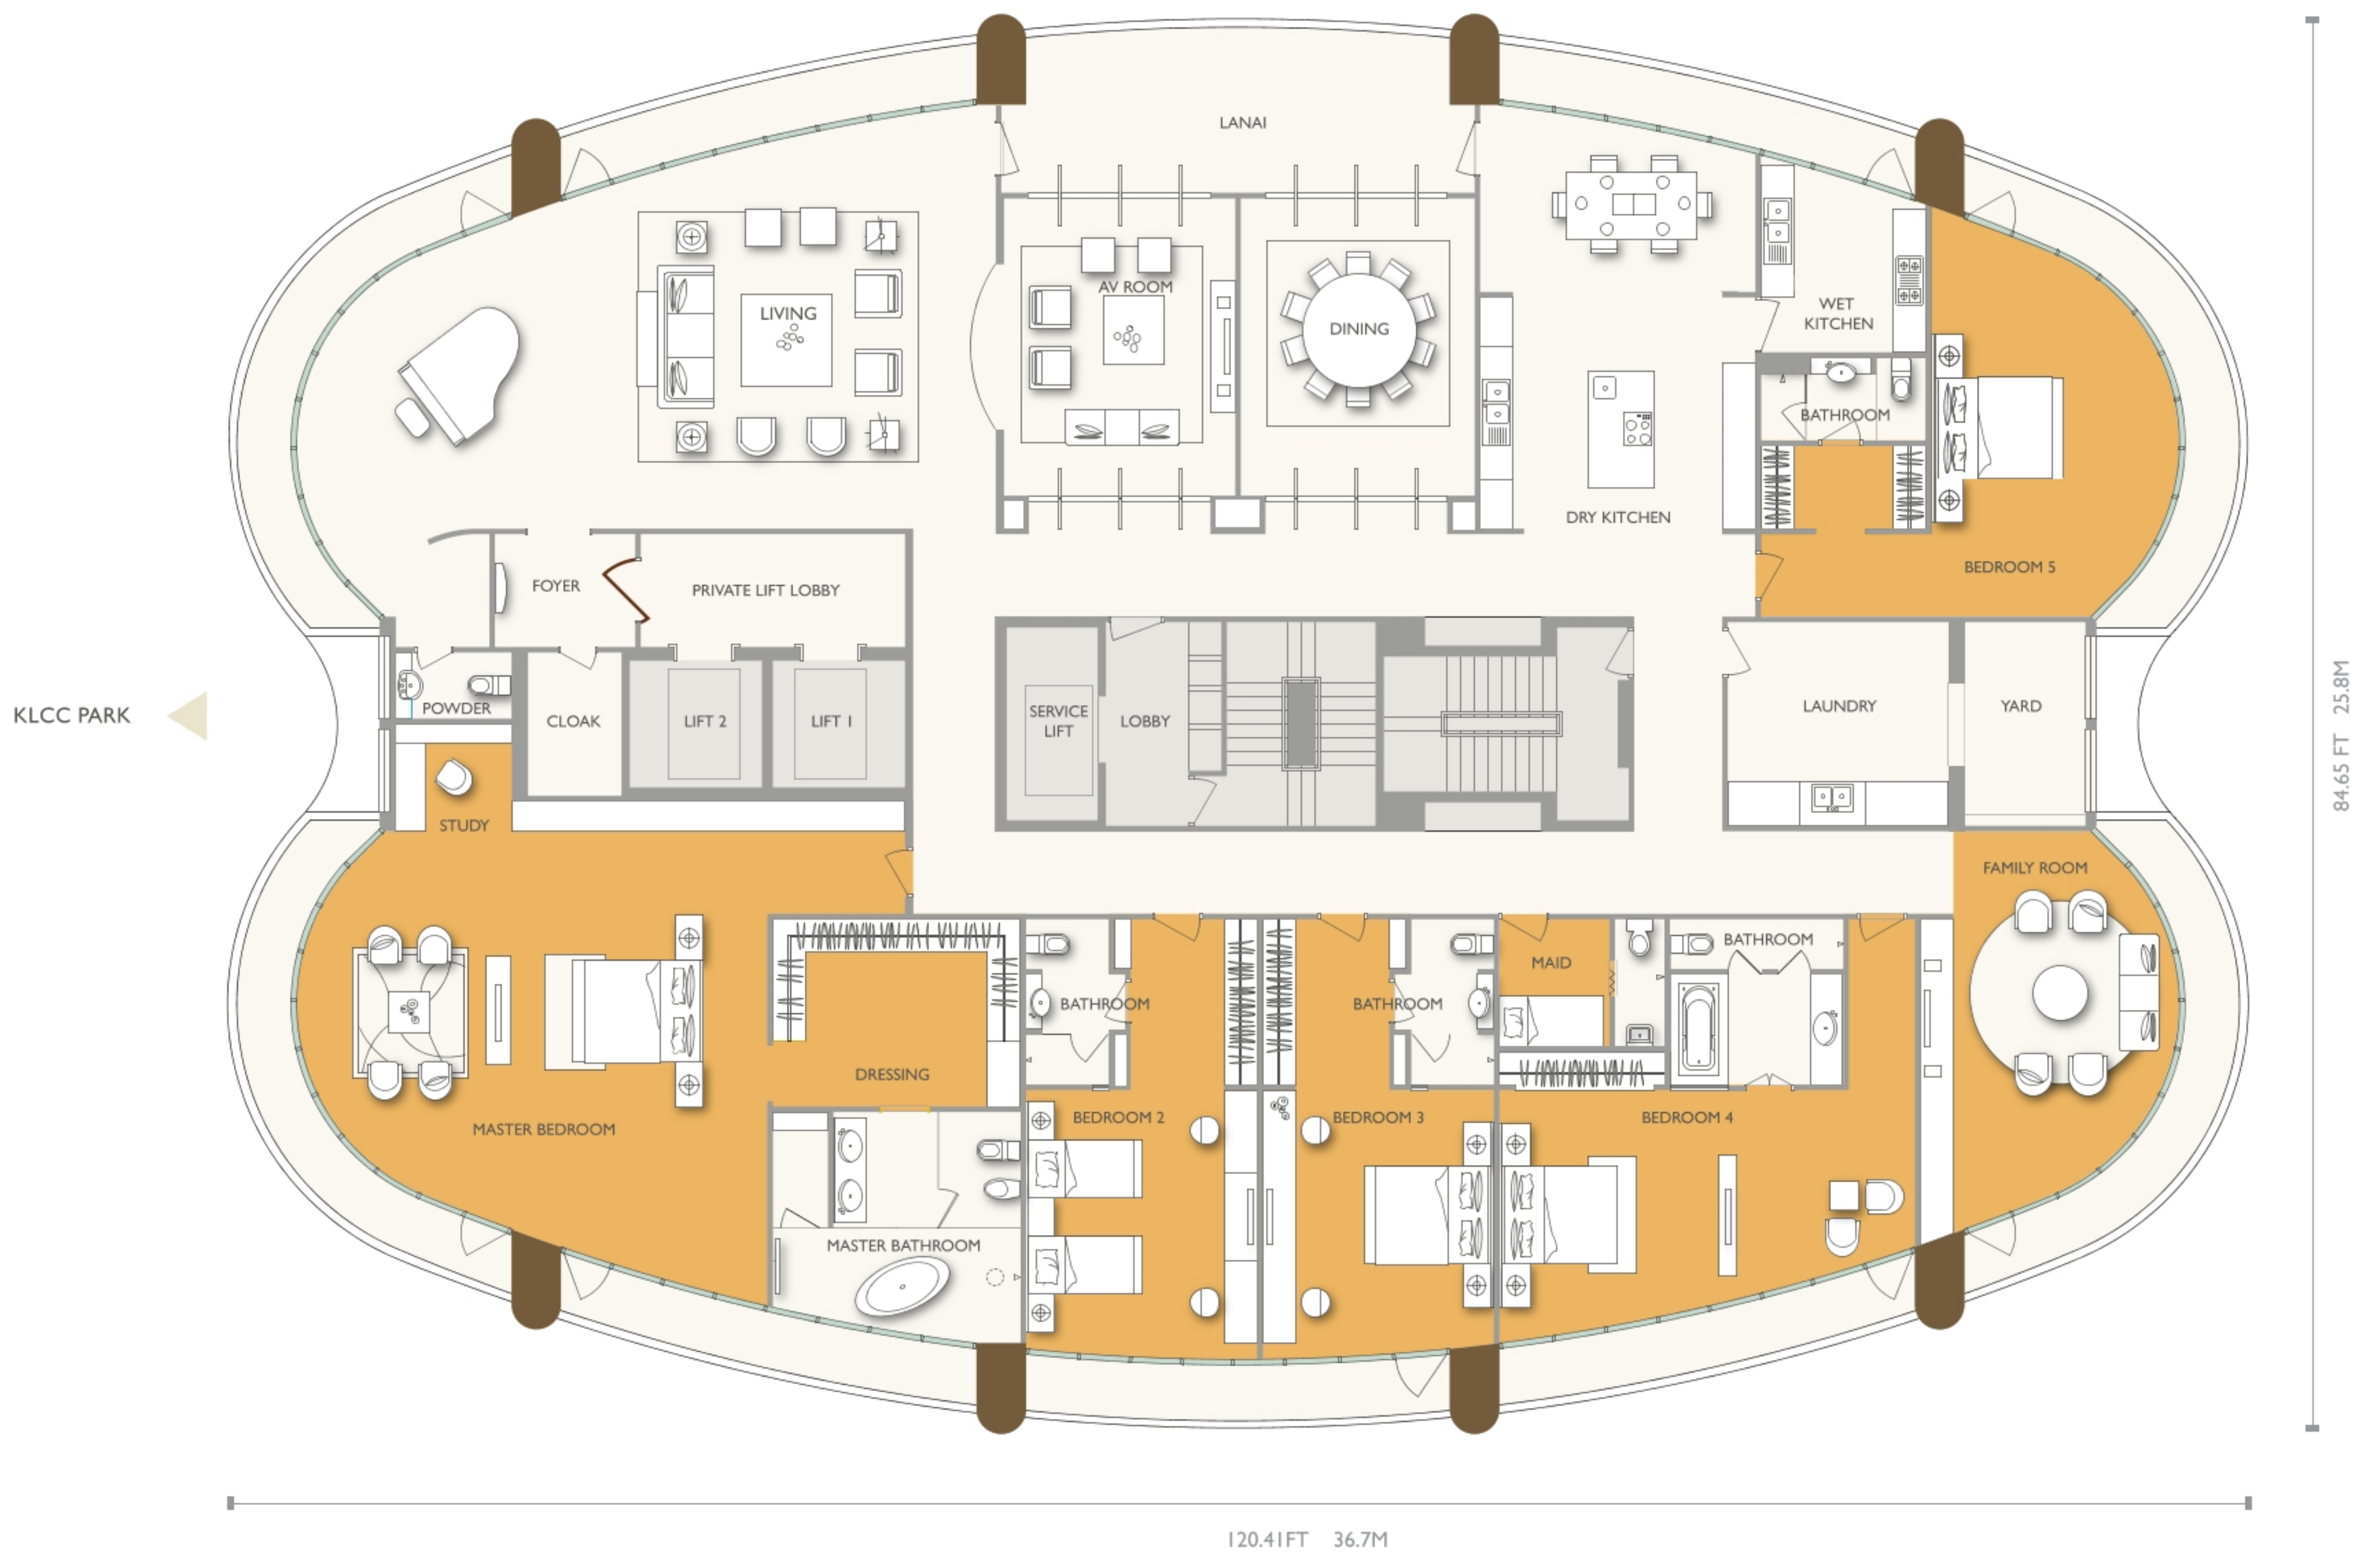 LANAI
AV ROOM
LIVING
DINING
WET
KITCHEN
BATHROOM
DRY KITCHEN
BEDROOM 5
FOYER
PRIVATE LIFT LOBBY
KLCC PARK
POWDER
CLOAK
LIFT 2
LIFT 1
SERVICE
LIFT
LOBBY
LAUNDRY
YARD
84.65 FT 25.8M
STUDY
FAMILY ROOM
BATHROOM
MAID
BATHROOM
BATHROOM
DRESSING
MASTER BEDROOM
BEDROOM 2
BEDROOM 3
BEDROOM 4
MASTER BATHROOM
120.41FT 36.7M